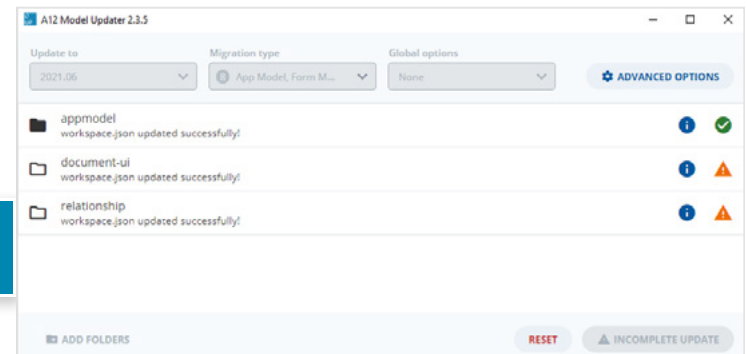 A12 Model Updater 2.3.5
Update to Migration type Global options
2021.06 8 App Model, Form M... None ADVANCED OPTIONS
appmodel
workspace.json updated successfully!
document-ui
workspace.json updated successfully!
relationship
workspace.json updated successfully!
ADD FOLDERS RESET INCOMPLETE UPDATE